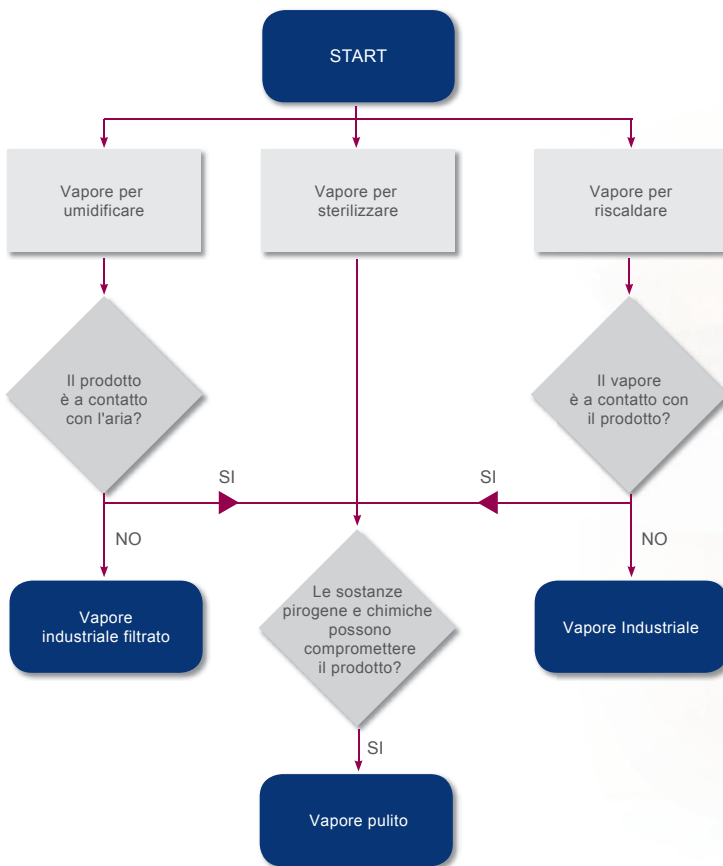 START
Vapore per
umidificare
Vapore per
sterilizzare
Vapore per
riscaldare
Il prodotto
è a contatto
con l'aria?
Il vapore
è a contatto con
il prodotto?
SI
SI
NO
NO
Vapore
industriale filtrato
Le sostanze
pirogene e chimiche
possono
compromettere
il prodotto?
Vapore Industriale
SI
Vapore pulito